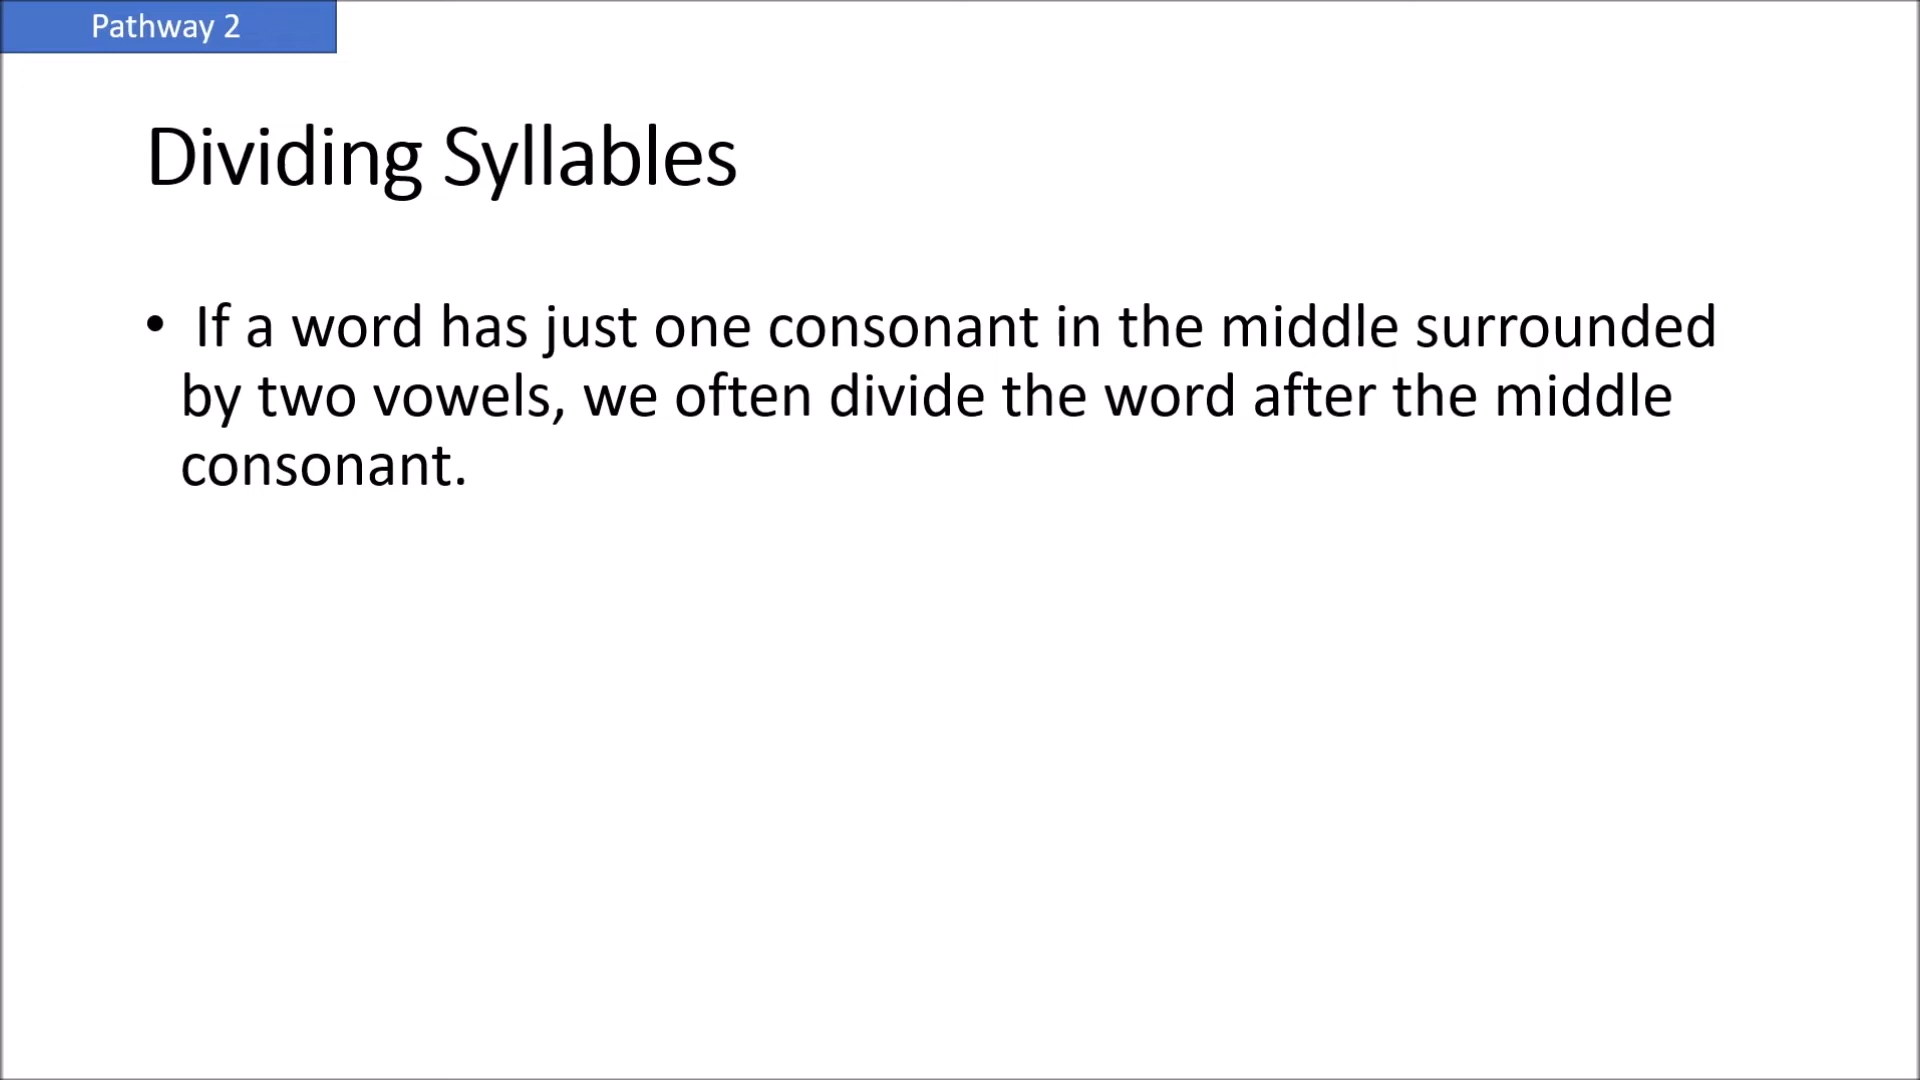 Pathway 2
Dividing Syllables
• If a word has just one consonant in the middle surrounded
by two vowels, we often divide the word after the middle
consonant.